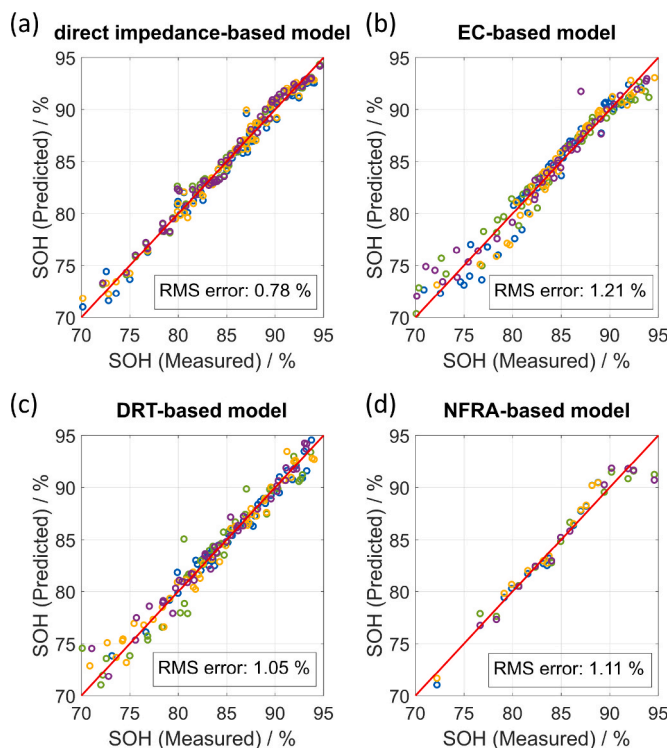 (a) direct impedance-based model
95
90
85
80
75
70
SOH (Predicted) / %
RMS error: 0.78 %
70 75 80 85 90 95
SOH (Measured) / %
(b) EC-based model
95
90
85
80
75
70
SOH (Predicted) / %
RMS error: 1.21 %
70 75 80 85 90 95
SOH (Measured) / %
(c) DRT-based model
95
90
85
80
75
70
SOH (Predicted) / %
RMS error: 1.05 %
70 75 80 85 90 95
SOH (Measured) / %
(d) NFRA-based model
95
90
85
80
75
70
SOH (Predicted) / %
RMS error: 1.11 %
70 75 80 85 90 95
SOH (Measured) / %